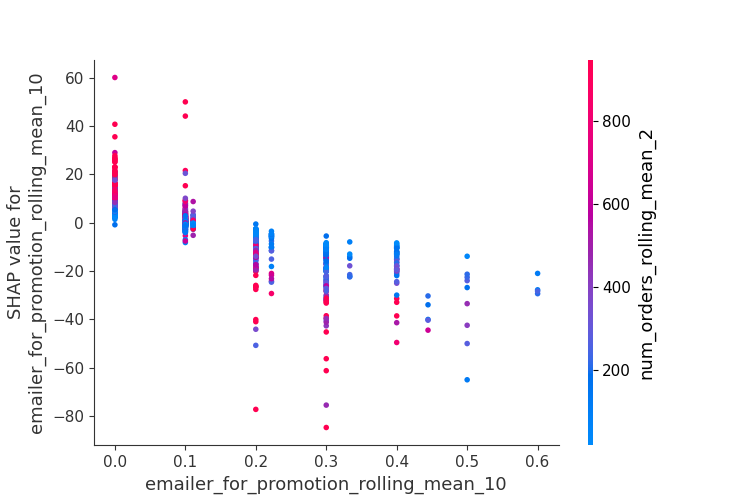 60
40
20
0
−20
−40
−60
−80
SHAP value for
emailer_for_promotion_rolling_mean_10
0.0 0.1 0.2 0.3 0.4 0.5 0.6
emailer_for_promotion_rolling_mean_10
800
600
400
200
num_orders_rolling_mean_2